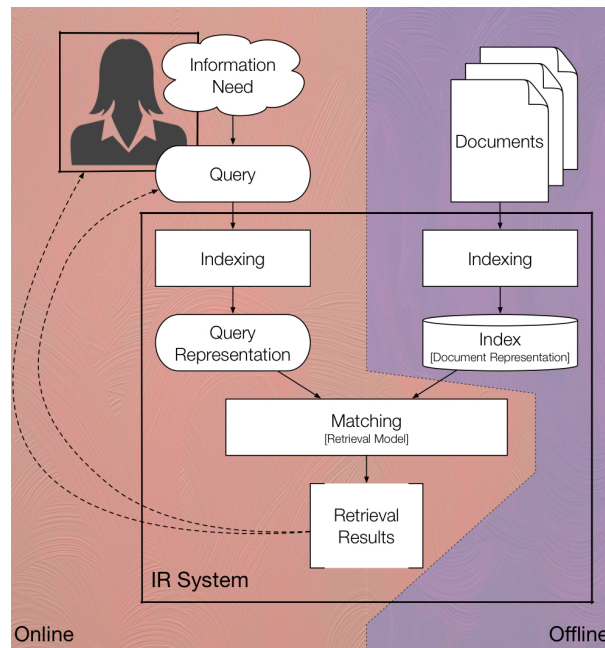 Information
Need
Documents
Query
Indexing
Indexing
Query
Representation
Index
[Document Representation]
Matching
[Retrieval Model]
Retrieval
Results
IR System
Online
Offline